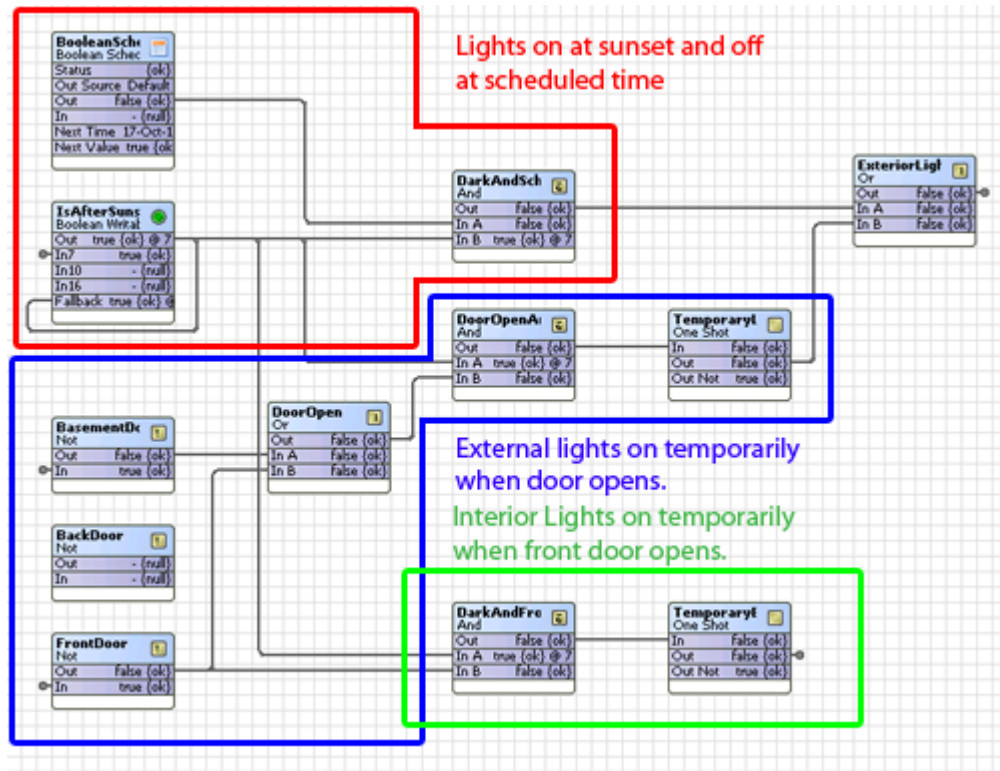 BooleanSche
Boolean Schec
Status {ok}
Out Source Default
Out false {ok}
In - {null}
Next Time 17-Oct-1
Next Value true {ok
Lights on at sunset and off
at scheduled time
IsAfterSuns
Boolean Writab
Out true {ok} @ 7
In7 true {ok}
In10 - {null}
In16 - {null}
Fallback true {ok} @
DarkAndSch
And
Out false {ok}
In A false {ok}
In B true {ok} @ 7
ExteriorLigh
Or
Out false {ok}
In A false {ok}
In B false {ok}
DoorOpenAn
And
Out false {ok}
In A true {ok} @ 7
In B false {ok}
TemporaryE
One Shot
In false {ok}
Out false {ok}
Out Not true {ok}
BasementDo
Not
Out false {ok}
In true {ok}
DoorOpen
Or
Out false {ok}
In A false {ok}
In B false {ok}
External lights on temporarily
when door opens.
Interior Lights on temporarily
when front door opens.
BackDoor
Not
Out - {null}
In - {null}
FrontDoor
Not
Out false {ok}
In true {ok}
DarkAndFro
And
Out false {ok}
In A true {ok} @ 7
In B false {ok}
TemporaryE
One Shot
In false {ok}
Out false {ok}
Out Not true {ok}